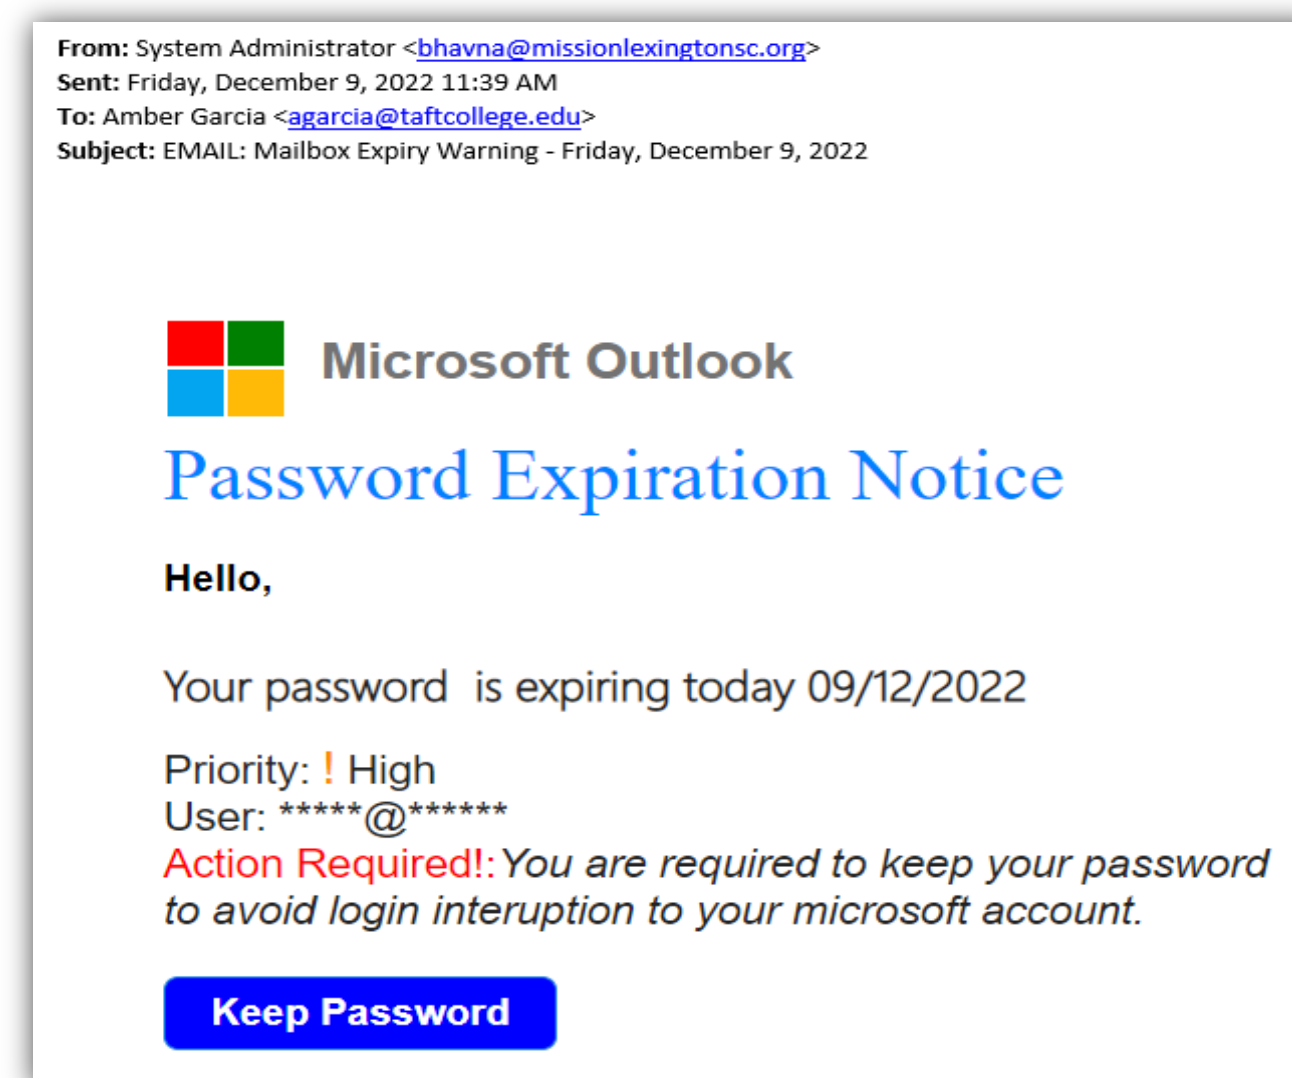 From: System Administrator <bhavna@missionlexingtonsc.org>
Sent: Friday, December 9, 2022 11:39 AM
To: Amber Garcia <agarcia@taftcollege.edu>
Subject: EMAIL: Mailbox Expiry Warning - Friday, December 9, 2022
Microsoft Outlook
Password Expiration Notice
Hello,
Your password  is expiring today 09/12/2022
Priority: ! High
User: *****@******
Action Required!: You are required to keep your password
to avoid login interuption to your microsoft account.
Keep Password